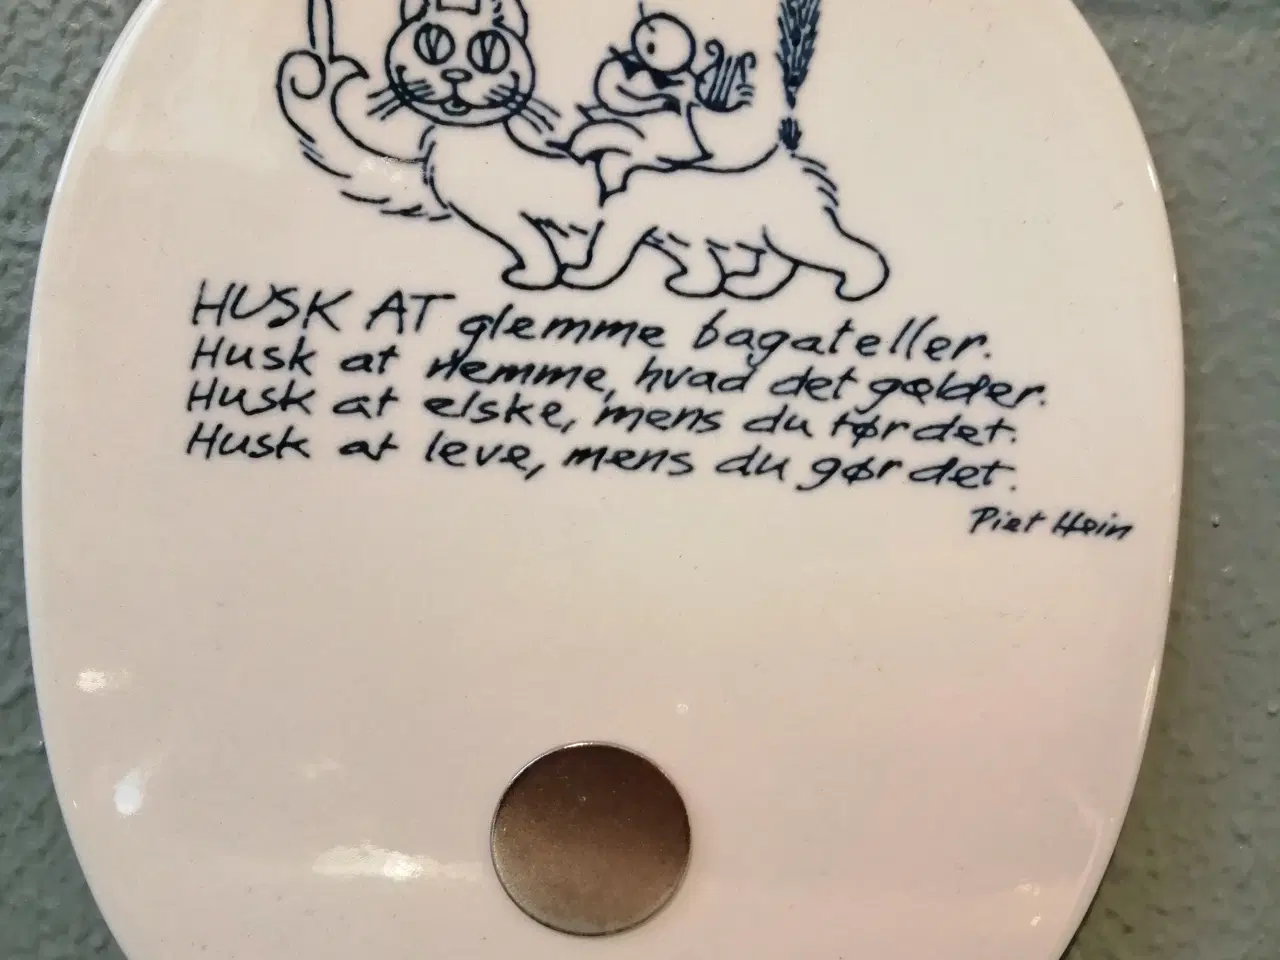 HUSK AT glemme bagateller.
Husk at nemme, hvad det gælder.
Husk at elske, mens du tør det.
Husk at leve, mens du gør det.
Piet Hein